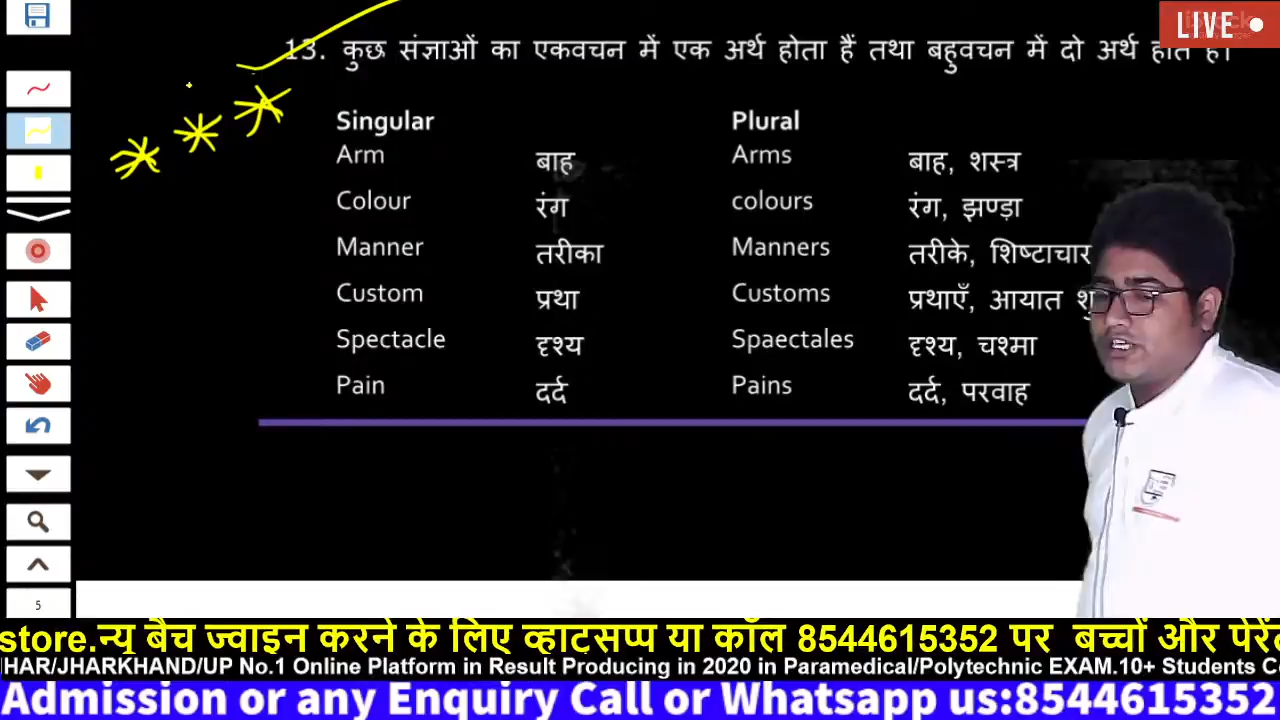 LIVE
13. कुछ संज्ञाओं का एकवचन में एक अर्थ होता हैं तथा बहुवचन में दो अर्थ होते है।
Singular Plural
Arm बाह Arms बाह, शस्त्र
Colour रंग colours रंग, झण्डा
Manner तरीका Manners तरीके, शिष्टाचार
Custom प्रथा Customs प्रथाएँ, आयात
Spectacle दृश्य Spaectales दृश्य, चश्मा
Pain दर्द Pains दर्द, परवाह
5
store.न्यू बैच ज्वाइन करने के लिए व्हाटसप्प या कॉल 8544615352 पर बच्चों और
HAR/JHARKHAND/UP No.1 Online Platform in Result Producing in 2020 in Paramedical/Polytechnic EXAM.10+ Students
Admission or any Enquiry Call or Whatsapp us:8544615352